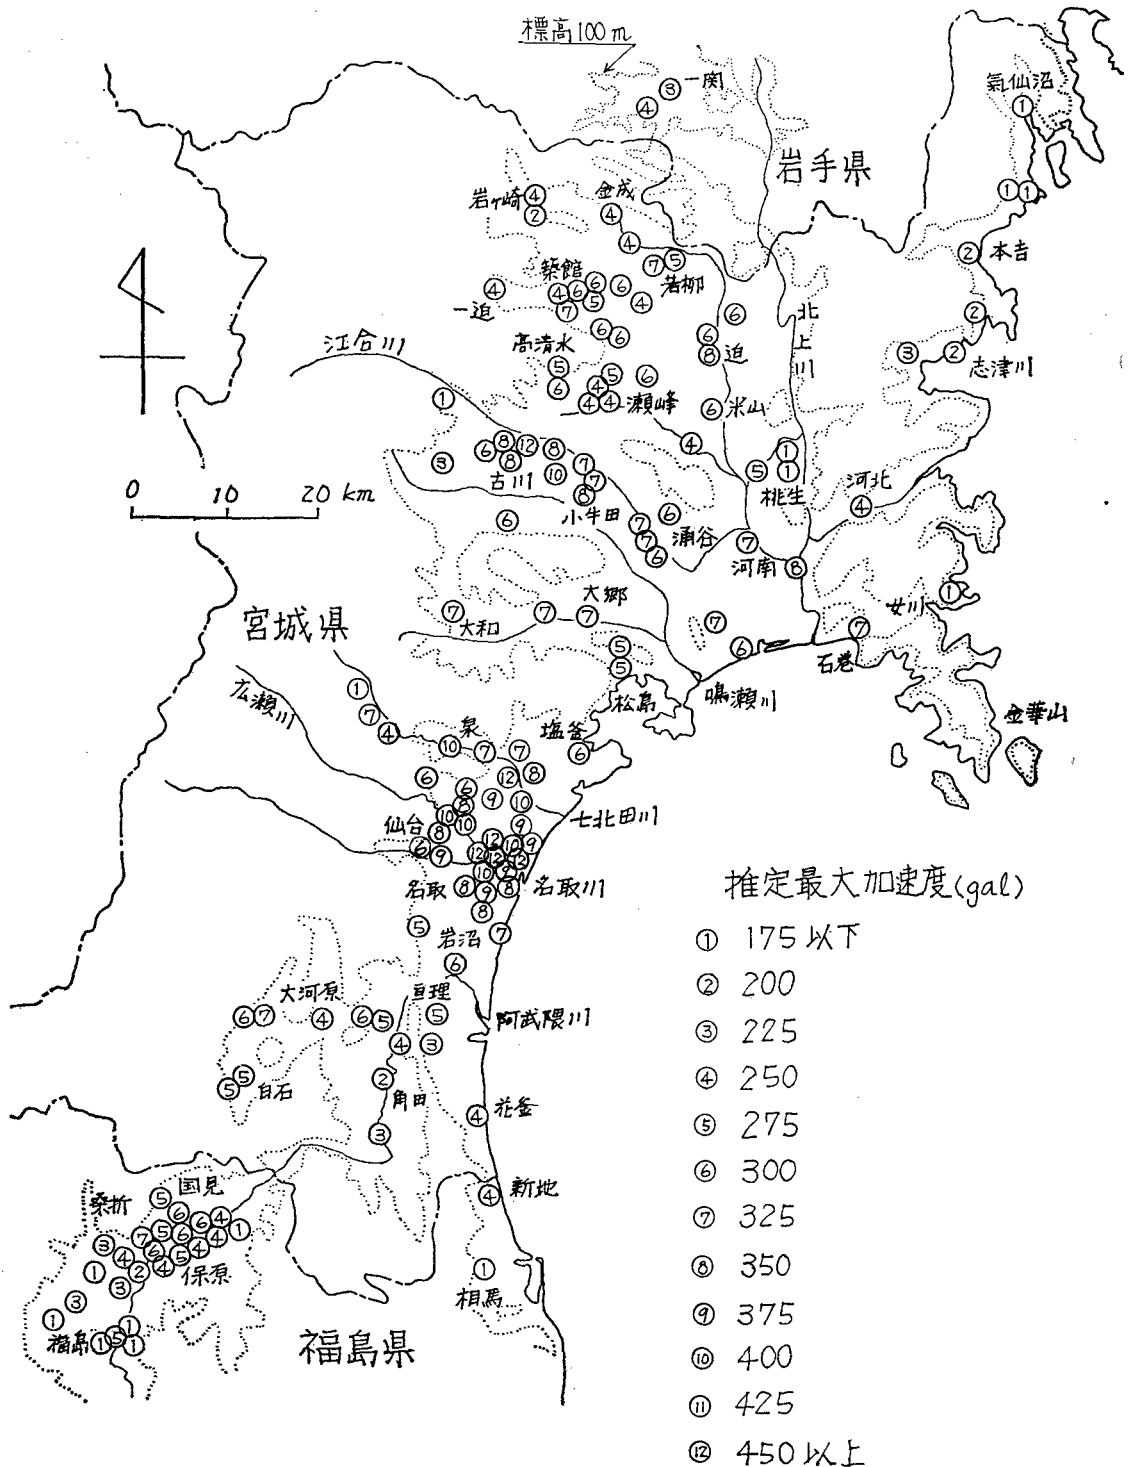 標高100m
一関
氣仙沼
岩手県
岩ヶ崎
金成
本吉
築館
若柳
一迫
北上川
江合川
高清水
迫
志津川
瀬峰
米山
古川
桃生
河北
0 10 20 km
小牛田
涌谷
河南
女川
大郷
宮城県
大和
石巻
広瀬川
松島
鳴瀬川
金華山
泉
塩釜
仙台
七北田川
名取
名取川
岩沼
大河原
亘理
阿武隈川
白石
角田
花釜
国見
桑折
新地
保原
相馬
福島
福島県
推定最大加速度(gal)
① 175以下
② 200
③ 225
④ 250
⑤ 275
⑥ 300
⑦ 325
⑧ 350
⑨ 375
⑩ 400
⑪ 425
⑫ 450以上